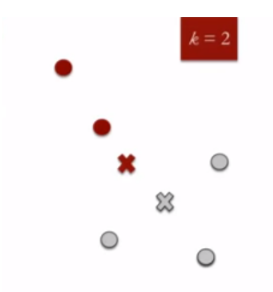 k = 2